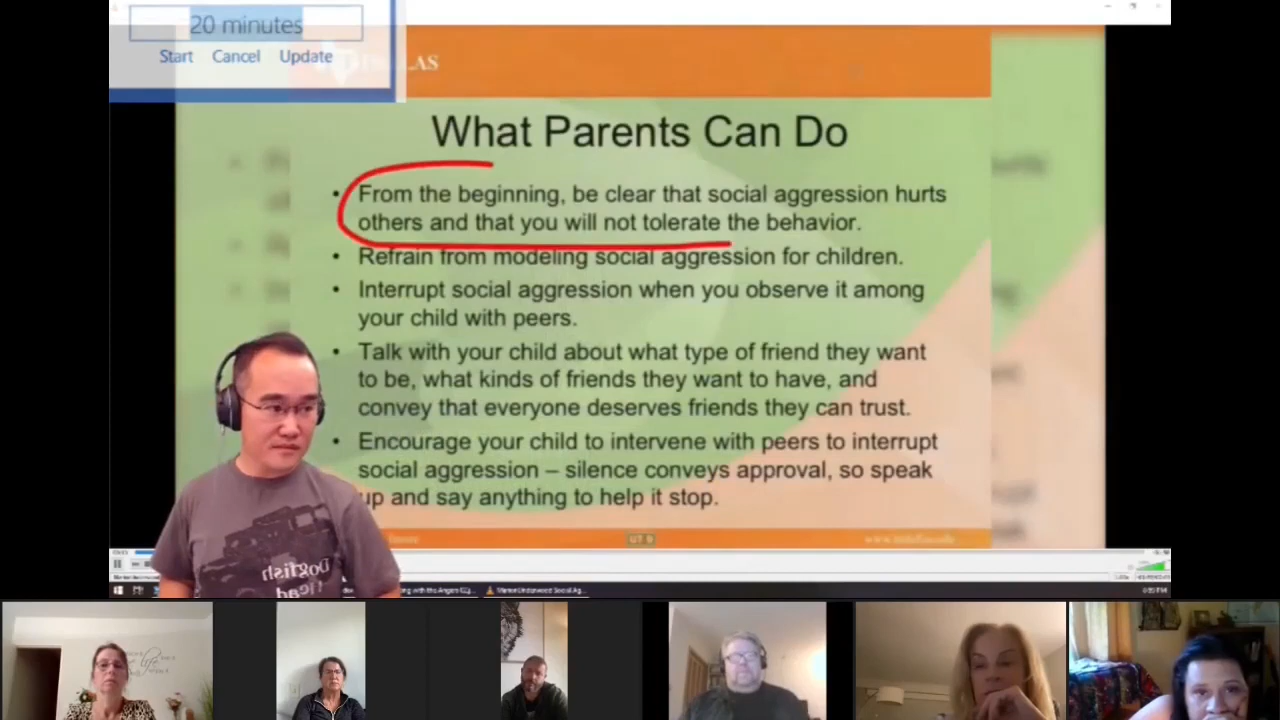 20 minutes
Start Cancel Update
AS
What Parents Can Do
• From the beginning, be clear that social aggression hurts
others and that you will not tolerate the behavior.
• Refrain from modeling social aggression for children.
• Interrupt social aggression when you observe it among
your child with peers.
• Talk with your child about what type of friend they want
to be, what kinds of friends they want to have, and
convey that everyone deserves friends they can trust.
• Encourage your child to intervene with peers to interrupt
social aggression – silence conveys approval, so speak
up and say anything to help it stop.
Dogfish
Head
life